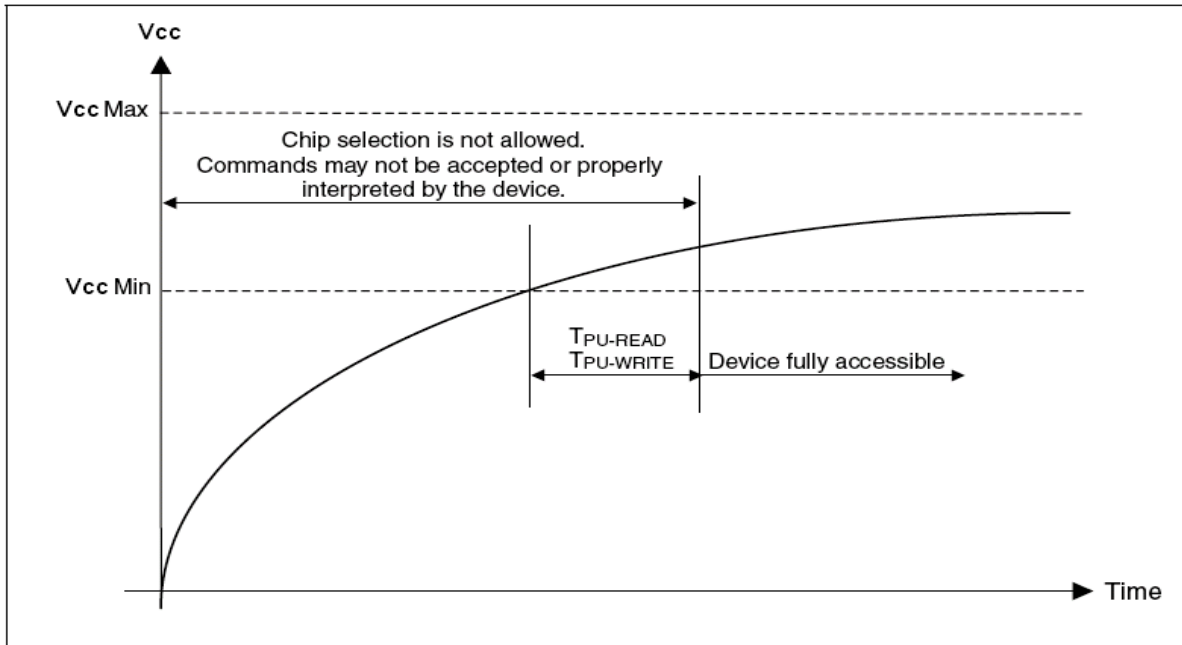 Vcc
Vcc Max
Chip selection is not allowed.
Commands may not be accepted or properly
interpreted by the device.
Vcc Min
TPU-READ
TPU-WRITE
Device fully accessible
Time